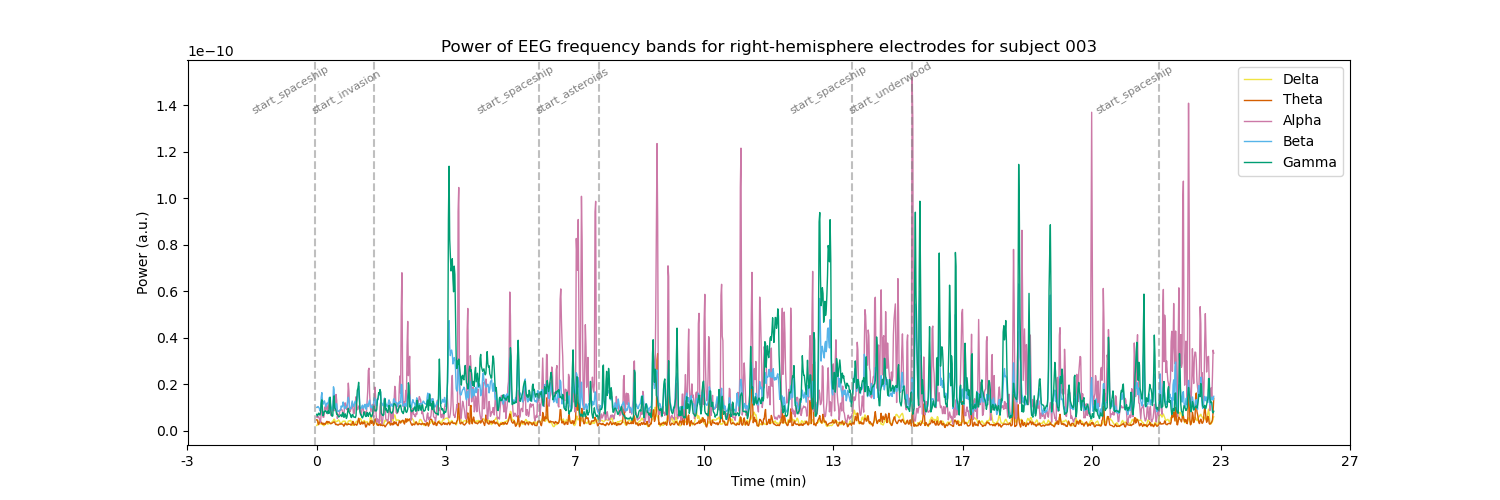 Power of EEG frequency bands for right-hemisphere electrodes for subject 003
1e−10
start_spaceship
start_invasion
start_spaceship
start_asteroids
start_spaceship
start_underwood
start_spaceship
Delta
Theta
Alpha
Beta
Gamma
1.4
1.2
1.0
0.8
0.6
0.4
0.2
0.0
Power (a.u.)
-3
0
3
7
10
13
17
20
23
27
Time (min)